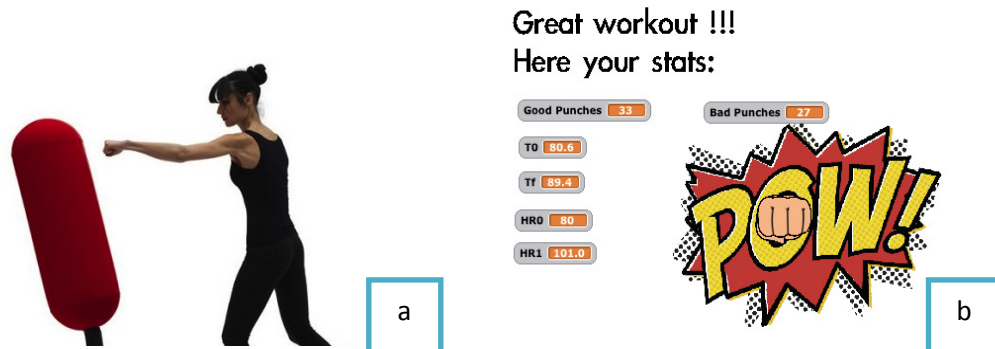 Great workout !!!
Here your stats:
Good Punches 33
Bad Punches 27
T0 80.6
Tf 89.4
HR0 80
HR1 101.0
POW!
a
b